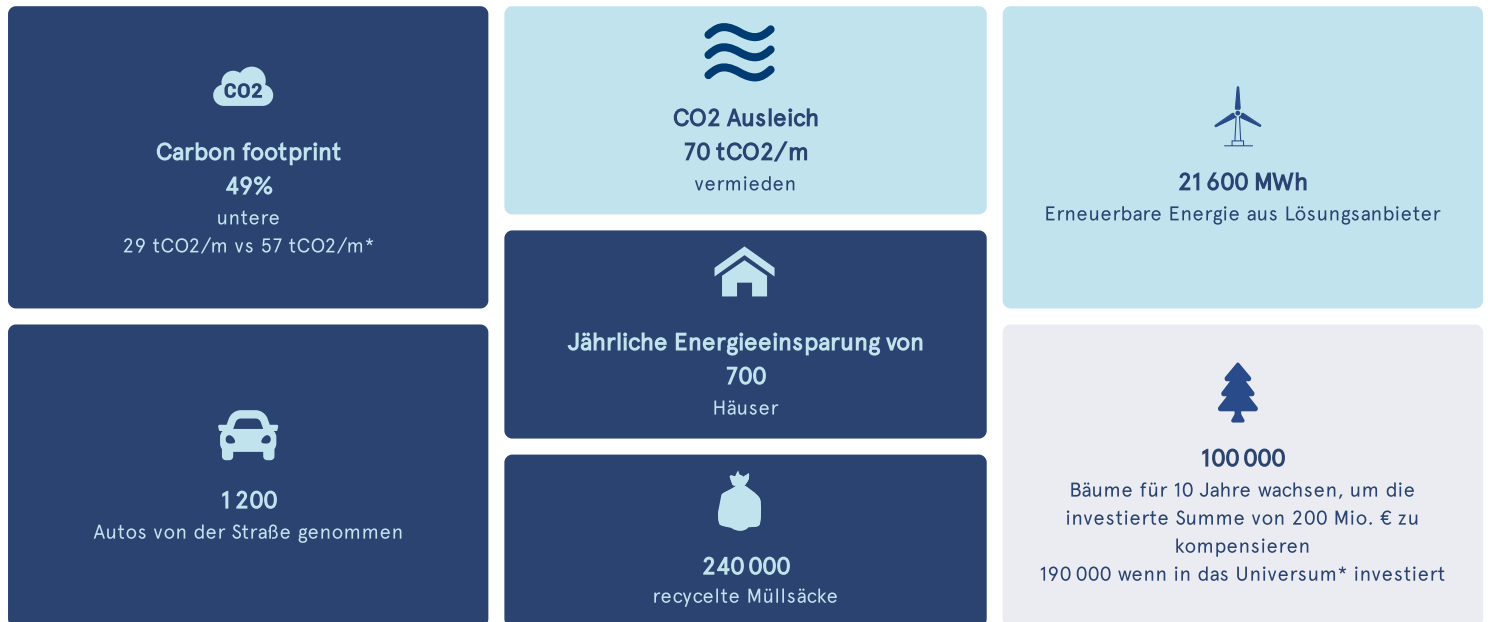 CO2
Carbon footprint
49%
untere
29 tCO2/m vs 57 tCO2/m*
CO2 Ausleich
70 tCO2/m
vermieden
21 600 MWh
Erneuerbare Energie aus Lösungsanbieter
Jährliche Energieeinsparung von
700
Häuser
1 200
Autos von der Straße genommen
240 000
recycelte Müllsäcke
100 000
Bäume für 10 Jahre wachsen, um die
investierte Summe von 200 Mio. € zu
kompensieren
190 000 wenn in das Universum* investiert